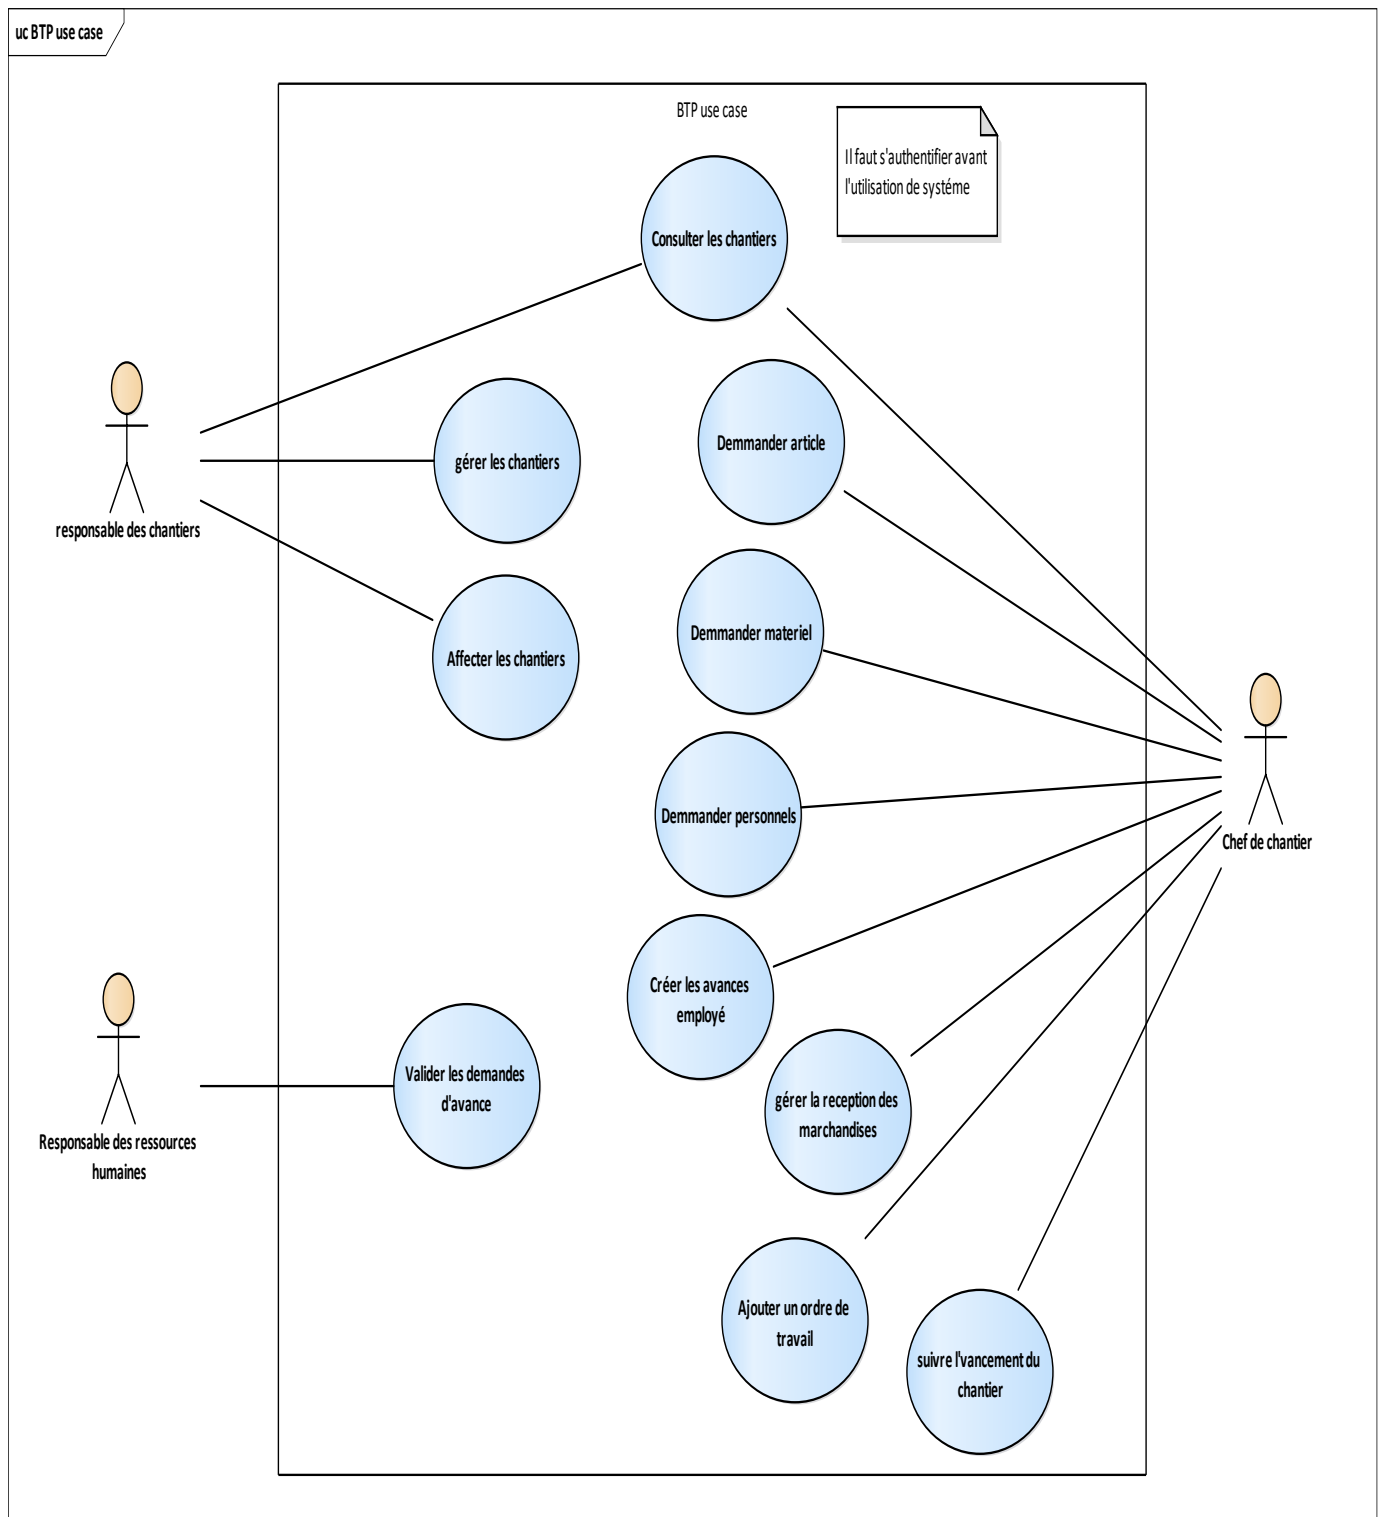 uc BTP use case
BTP use case
Il faut s'authentifier avant
l'utilisation de systéme
Consulter les chantiers
Demmander article
gérer les chantiers
responsable des chantiers
Demmander materiel
Affecter les chantiers
Demmander personnels
Chef de chantier
Créer les avances
employé
Valider les demandes
d'avance
gérer la reception des
marchandises
Responsable des ressources
humaines
Ajouter un ordre de
travail
suivre l'vancement du
chantier